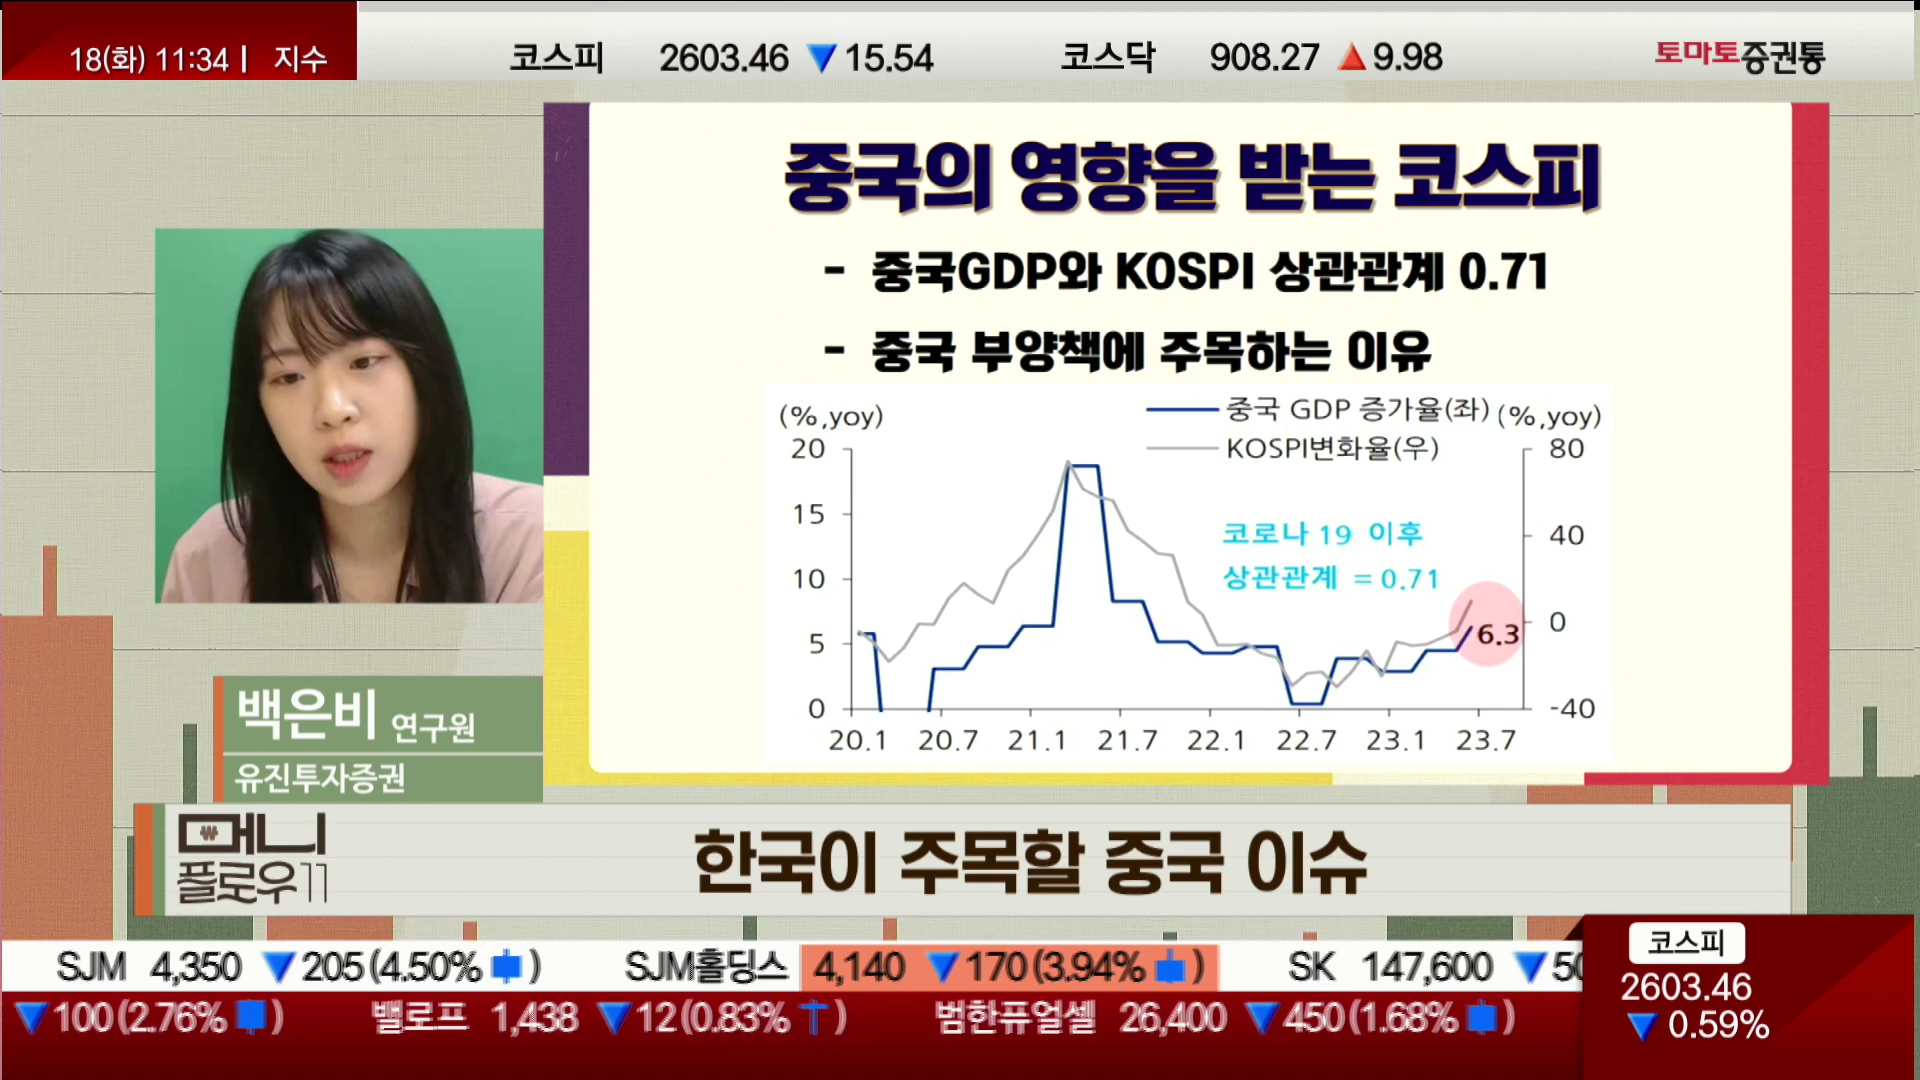 18(화) 11:34 | 지수 코스피 2603.46 ▼ 15.54 코스닥 908.27 ▲ 9.98 토마토증권통
중국의 영향을 받는 코스피
- 중국GDP와 KOSPI 상관관계 0.71
- 중국 부양책에 주목하는 이유
(%,yoy) 중국 GDP 증가율(좌) (%,yoy)
KOSPI변화율(우)
20 80
15
코로나 19 이후 40
10 상관관계 = 0.71
5 6.3 0
0 -40
20.1 20.7 21.1 21.7 22.1 22.7 23.1 23.7
백은비 연구원
유진투자증권
머니
플로우11
한국이 주목할 중국 이슈
SJM 4,350 ▼205(4.50% ) SJM홀딩스 4,140 ▼170(3.94% ) SK 147,600 ▼50
▼100(2.76% ) 밸로프 1,438 ▼12(0.83% ) 범한퓨얼셀 26,400 ▼450(1.68% )
코스피
2603.46
▼ 0.59%